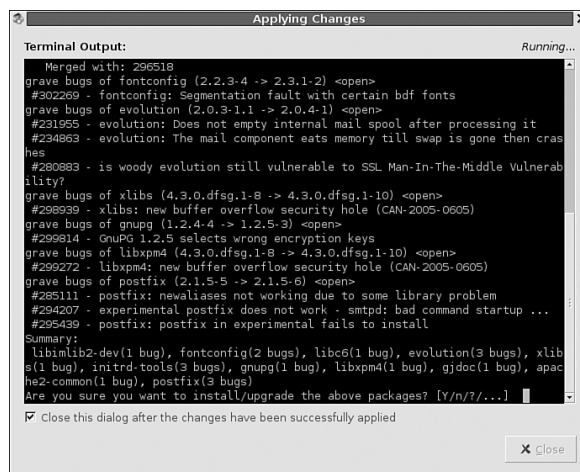 Applying Changes
Terminal Output:
Running...
Merged with: 296518
grave bugs of fontconfig (2.2.3-4 -> 2.3.1-2) <open>
#302269 - fontconfig: Segmentation fault with certain bdf fonts
grave bugs of evolution (2.0.3-1.1 -> 2.0.4-1) <open>
#231955 - evolution: Does not empty internal mail spool after processing it
#234863 - evolution: The mail component eats memory till swap is gone then cras
hes
#280883 - is woody evolution still vulnerable to SSL Man-In-The-Middle Vulnerab
ility?
grave bugs of xlibs (4.3.0.dfsg.1-8 -> 4.3.0.dfsg.1-10) <open>
#298939 - xlibs: new buffer overflow security hole (CAN-2005-0605)
grave bugs of gnupg (1.2.4-4 -> 1.2.5-3) <open>
#299814 - GnuPG 1.2.5 selects wrong encryption keys
grave bugs of libxpm4 (4.3.0.dfsg.1-8 -> 4.3.0.dfsg.1-10) <open>
#299272 - libxpm4: new buffer overflow security hole (CAN-2005-0605)
grave bugs of postfix (2.1.5-5 -> 2.1.5-6) <open>
#285111 - postfix: newaliases not working due to some library problem
#294207 - experimental postfix does not work - smtpd: bad command startup ...
#295439 - postfix: postfix in experimental fails to install
Summary:
libimlib2-dev(1 bug), fontconfig(2 bugs), libc6(1 bug), evolution(3 bugs), xlib
s(1 bug), initrd-tools(3 bugs), gnupg(1 bug), libxpm4(1 bug), gjdoc(1 bug), apac
he2-common(1 bug), postfix(3 bugs)
Are you sure you want to install/upgrade the above packages? [Y/n/?/...]
Close this dialog after the changes have been successfully applied
Close